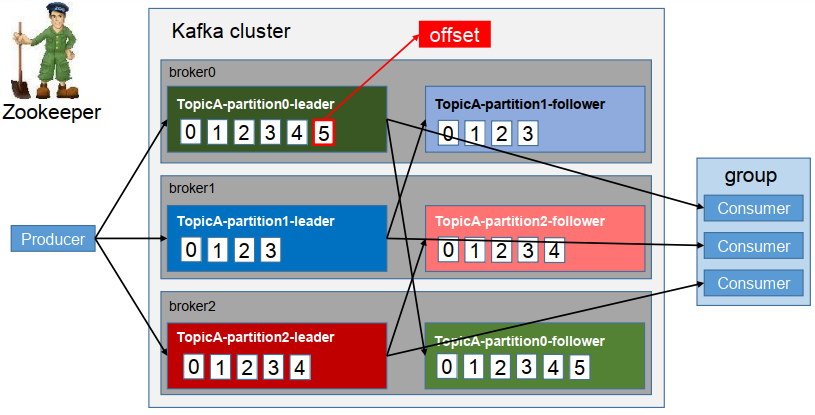 Kafka cluster
offset
Zookeeper
broker0
TopicA-partition0-leader
0 1 2 3 4 5
TopicA-partition1-follower
0 1 2 3
broker1
TopicA-partition1-leader
0 1 2 3
TopicA-partition2-follower
0 1 2 3 4
broker2
TopicA-partition2-leader
0 1 2 3 4
TopicA-partition0-follower
0 1 2 3 4 5
Producer
group
Consumer
Consumer
Consumer